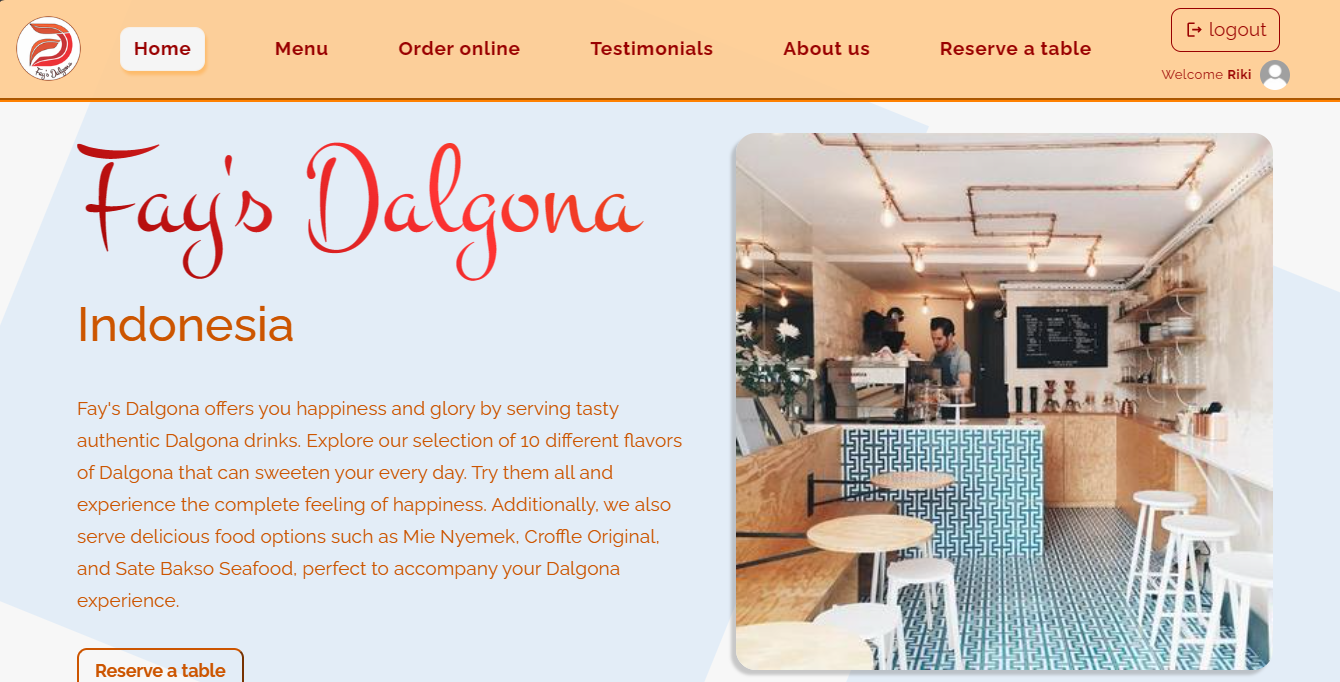 Fay's Dalgona
Home
Menu
Order online
Testimonials
About us
Reserve a table
logout
Welcome Riki
Fay's Dalgona
Indonesia
Fay's Dalgona offers you happiness and glory by serving tasty
authentic Dalgona drinks. Explore our selection of 10 different flavors
of Dalgona that can sweeten your every day. Try them all and
experience the complete feeling of happiness. Additionally, we also
serve delicious food options such as Mie Nyemek, Croffle Original,
and Sate Bakso Seafood, perfect to accompany your Dalgona
experience.
Reserve a table